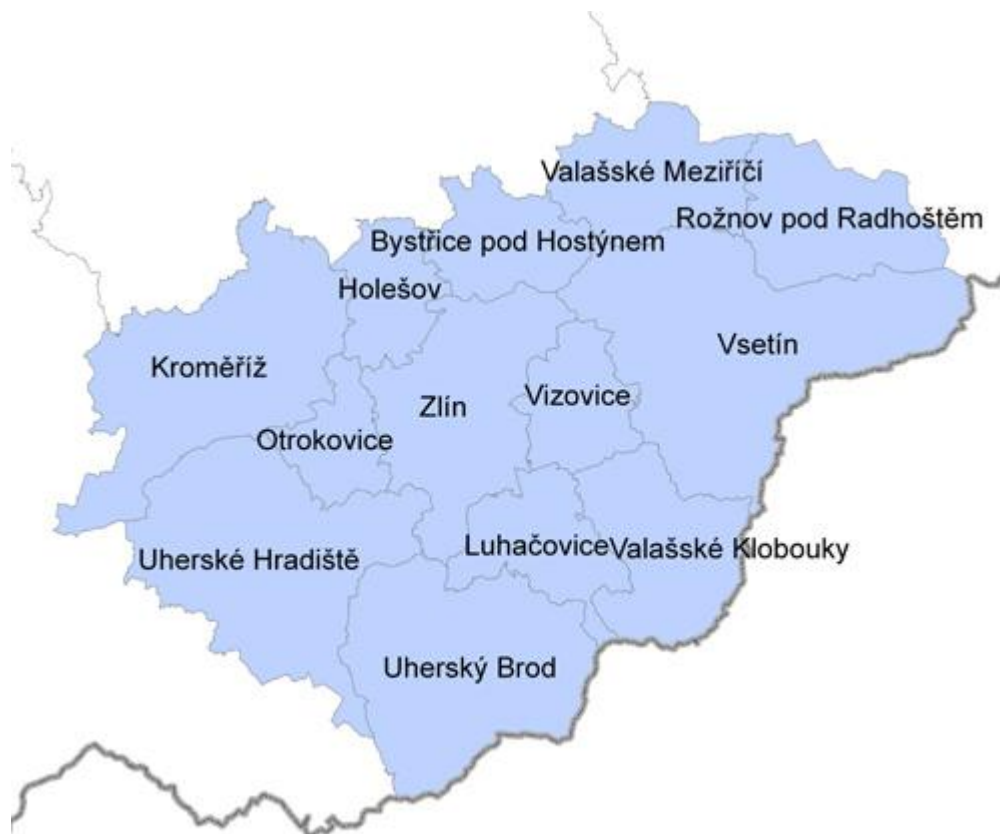 Valašské Meziříčí
Rožnov pod Radhoštěm
Bystřice pod Hostýnem
Holešov
Vsetín
Kroměříž
Vizovice
Zlín
Otrokovice
Luhačovice
Valašské Klobouky
Uherské Hradiště
Uherský Brod